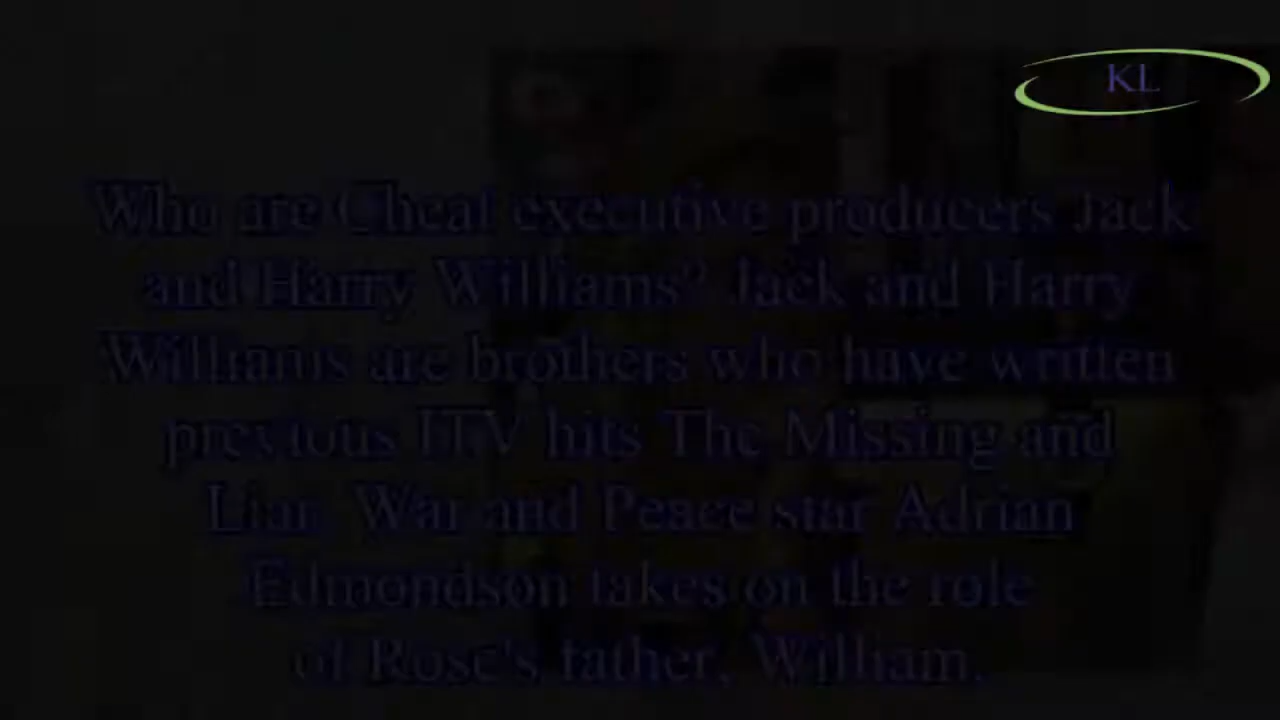 KL
Who are Cheat executive producers Jack
and Harry Williams? Jack and Harry
Williams are brothers who have written
previous ITV hits The Missing and
Liar. War and Peace star Adrian
Edmondson takes on the role
of Rose's father, William.